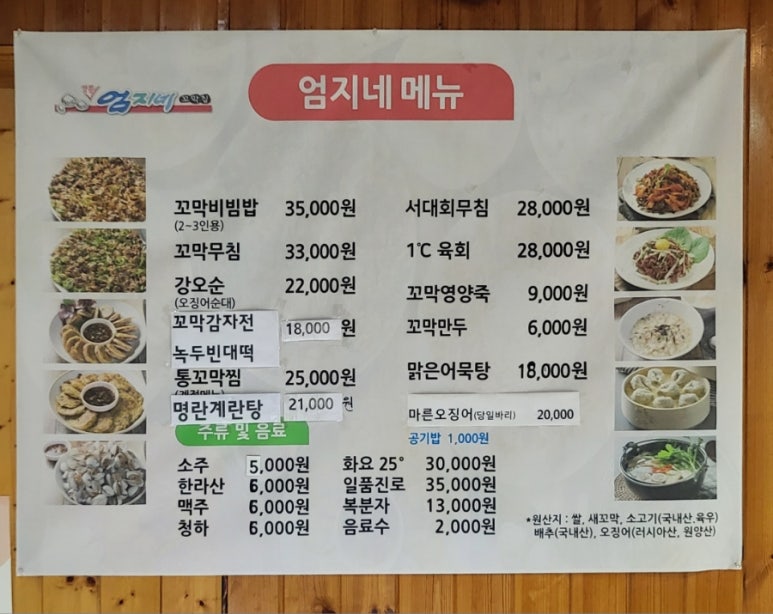 엄지네 꼬막집
엄지네 메뉴
꼬막비빔밥 35,000원
(2~3인용)
꼬막무침 33,000원
강오순 22,000원
(오징어순대)
꼬막감자전 18,000 원
녹두빈대떡
통꼬막찜 25,000원
명란계란탕 21,000 원
서대회무침 28,000원
1℃ 육회 28,000원
꼬막영양죽 9,000원
꼬막만두 6,000원
맑은어묵탕 18,000원
마른오징어(당일바리) 20,000
공기밥 1,000원
주류 및 음료
소주 5,000원
한라산 6,000원
맥주 6,000원
청하 6,000원
화요 25° 30,000원
일품진로 35,000원
복분자 13,000원
음료수 2,000원
*원산지 : 쌀, 새꼬막, 소고기(국내산.육우)
배추(국내산), 오징어(러시아산, 원양산)